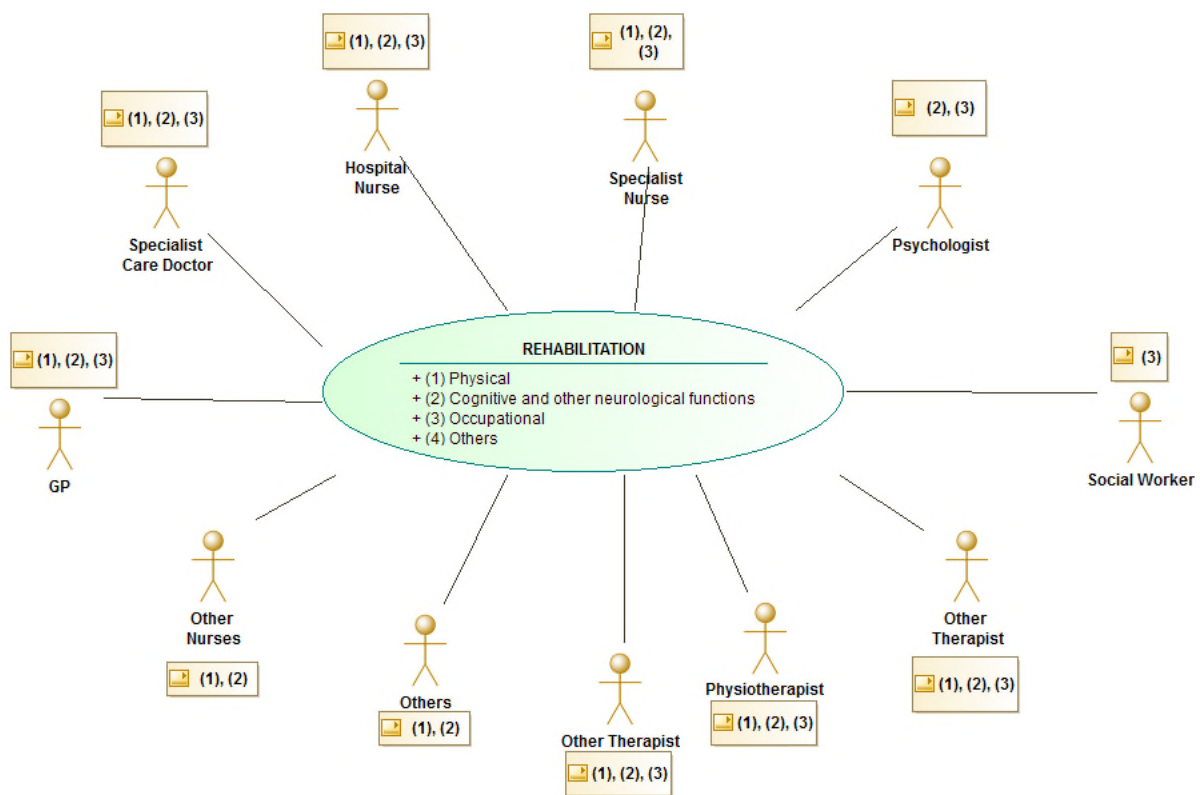 (1), (2), (3)
(1), (2),
(3)
(2), (3)
(1), (2), (3)
Hospital
Nurse
Specialist
Nurse
Psychologist
Specialist
Care Doctor
(1), (2), (3)
GP
REHABILITATION
+ (1) Physical
+ (2) Cognitive and other neurological functions
+ (3) Occupational
+ (4) Others
(3)
Social Worker
Other
Nurses
(1), (2)
Others
(1), (2)
Other Therapist
(1), (2), (3)
Physiotherapist
(1), (2), (3)
Other
Therapist
(1), (2), (3)